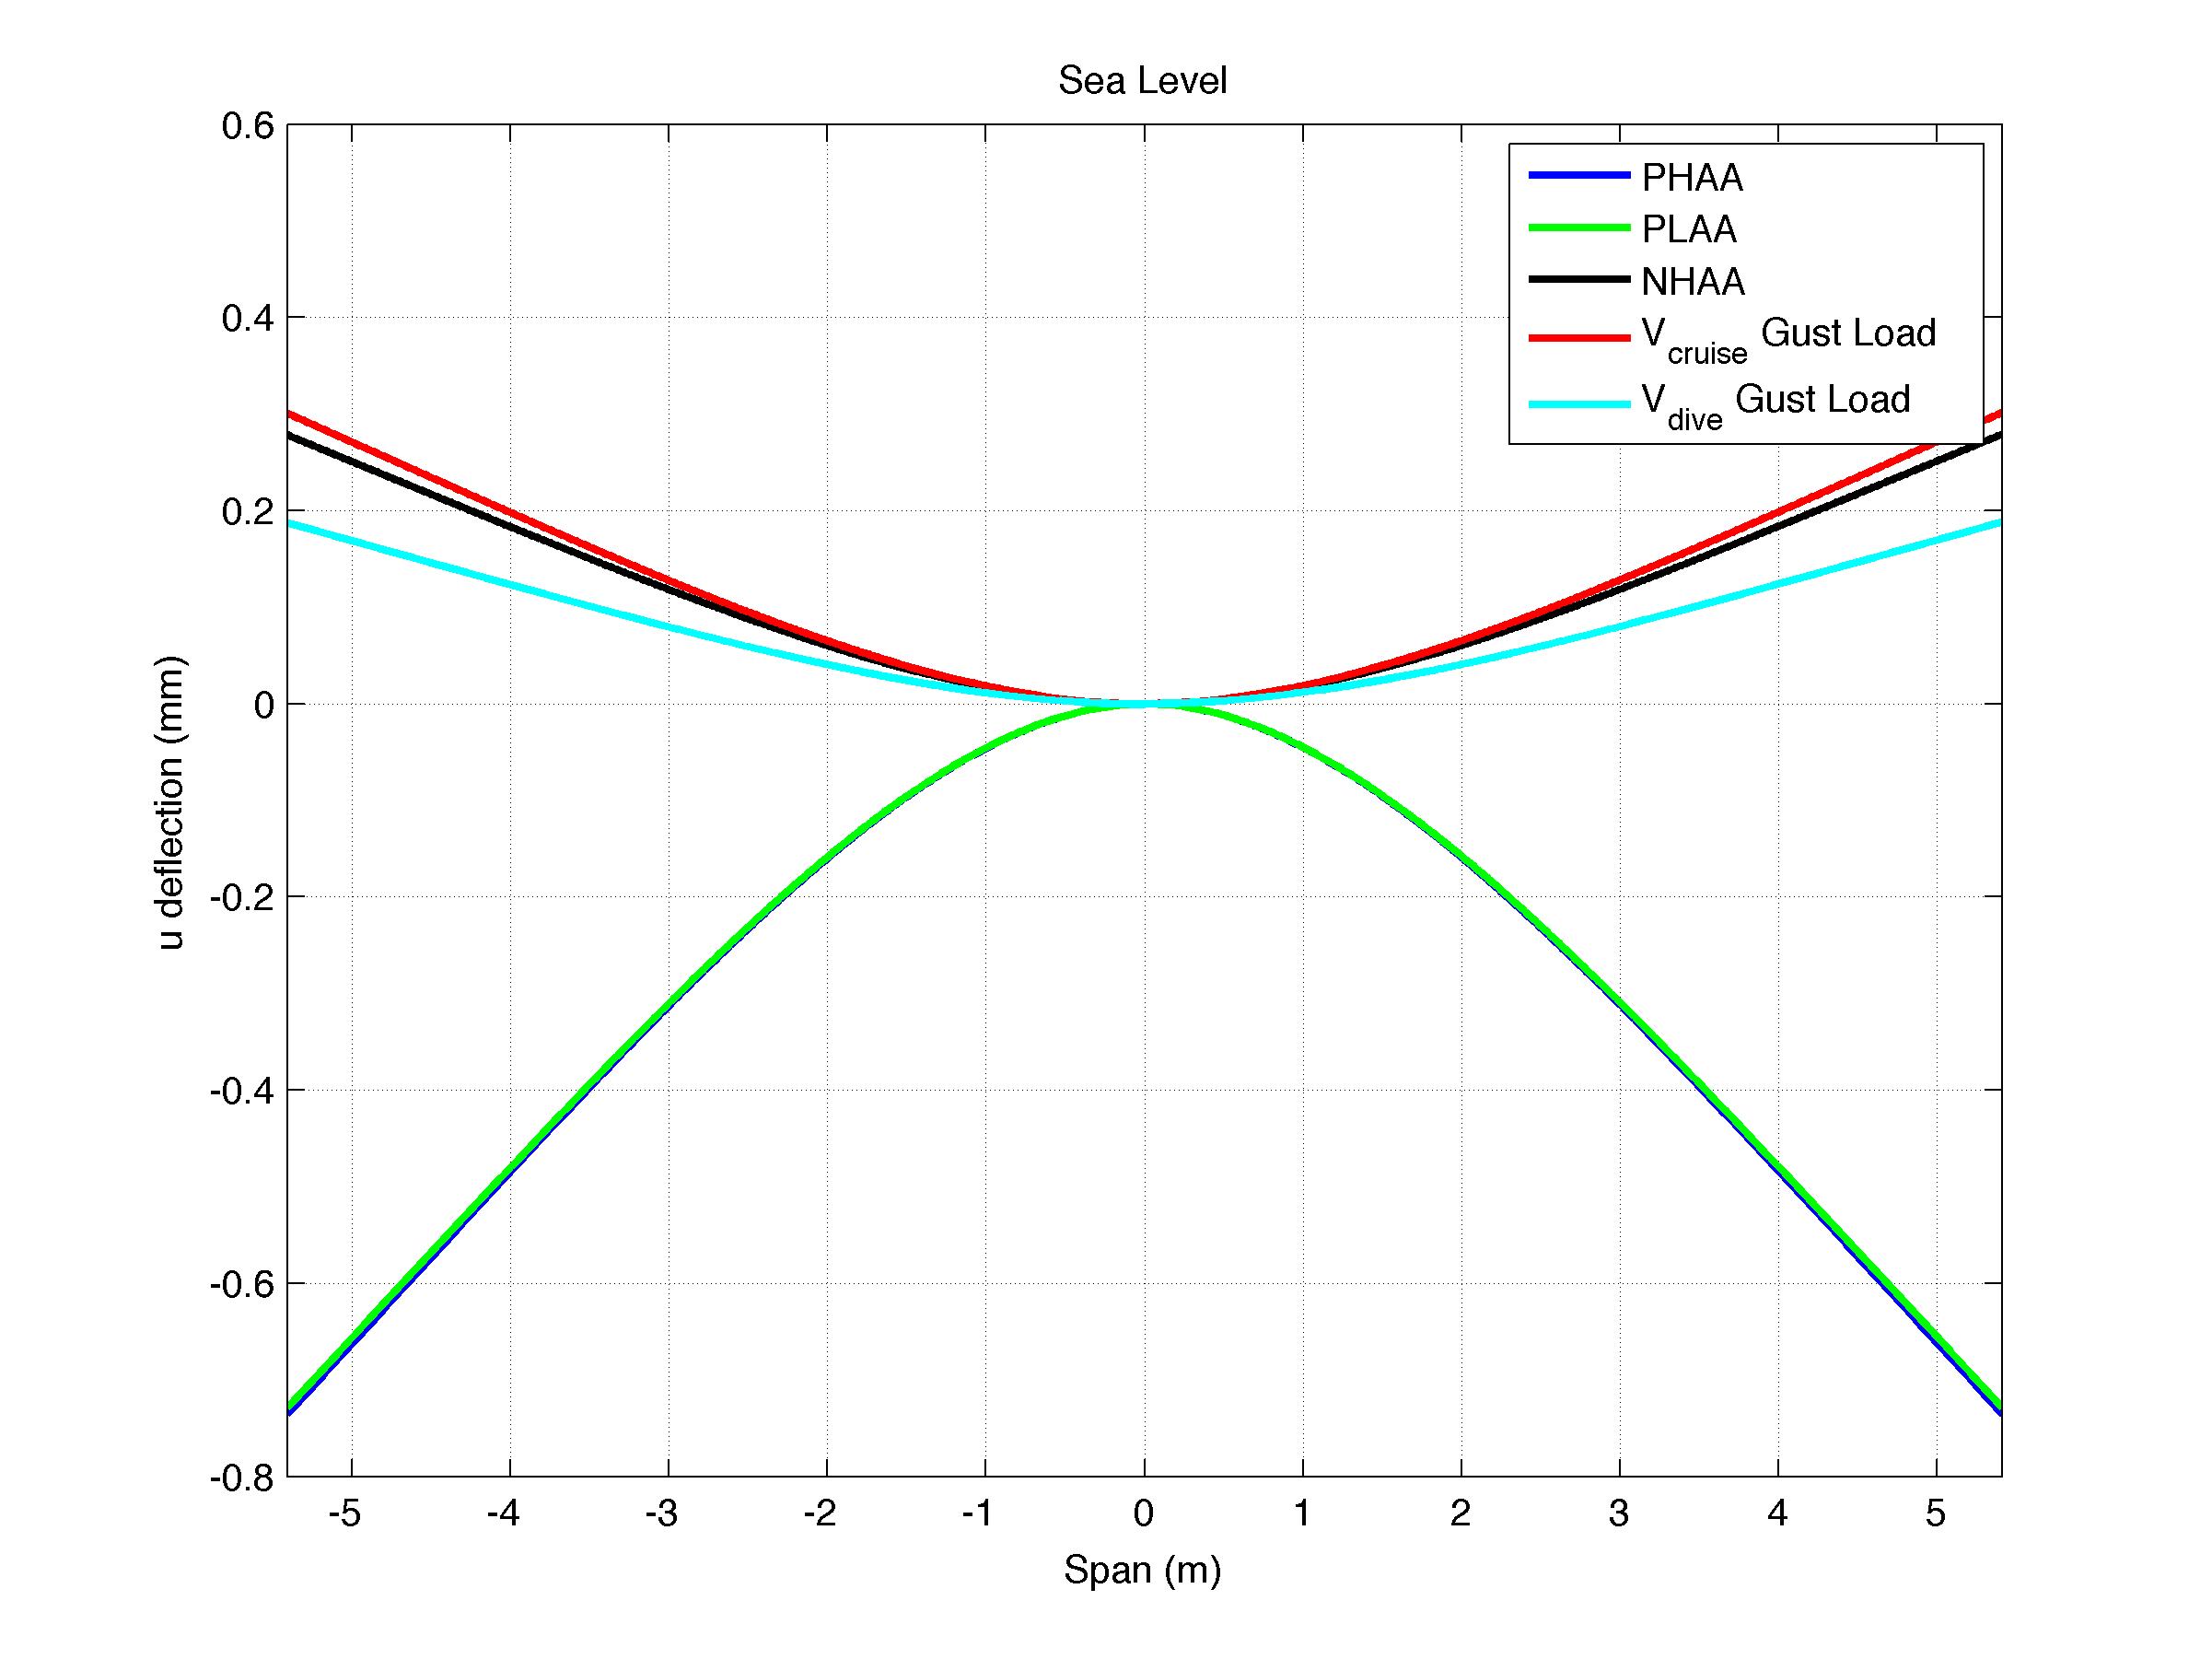 Sea Level
0.6
0.4
0.2
0
-0.2
-0.4
-0.6
-0.8
u deflection (mm)
PHAA
PLAA
NHAA
Vcruise Gust Load
Vdive Gust Load
-5 -4 -3 -2 -1 0 1 2 3 4 5
Span (m)